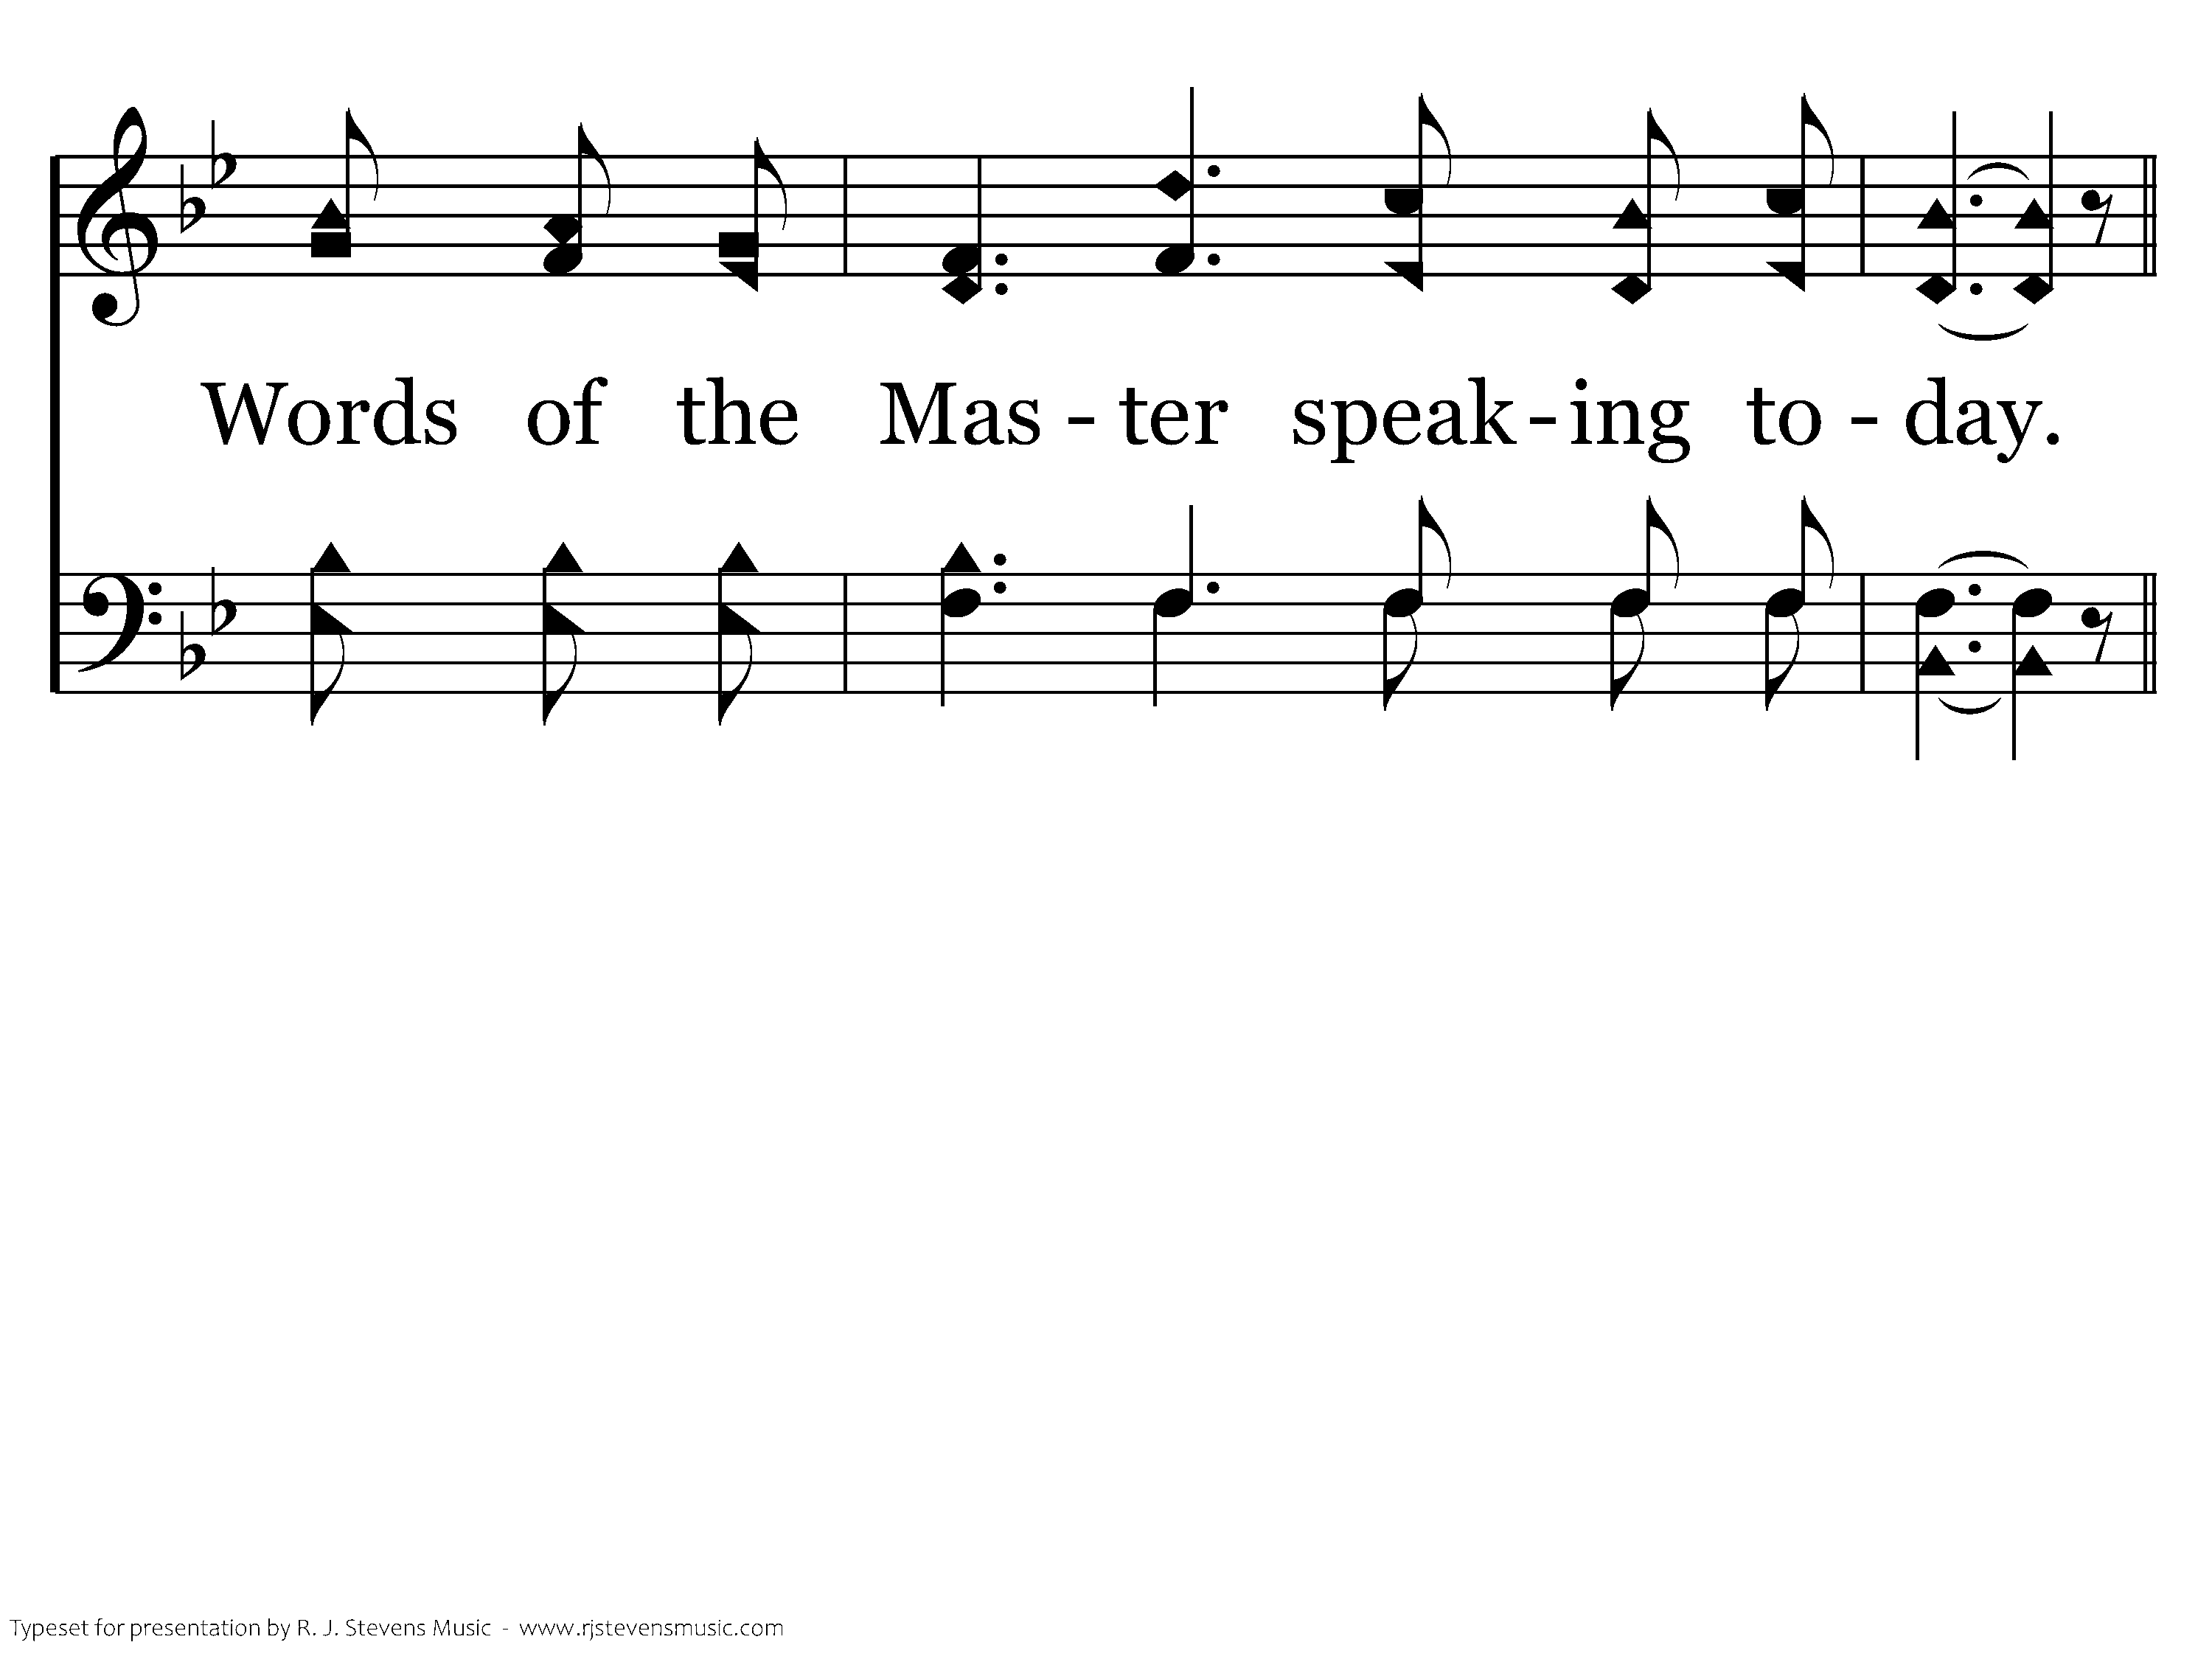 Words of the Mas - ter speak - ing to - day.
Typeset for presentation by R. J. Stevens Music - www.rjstevensmusic.com